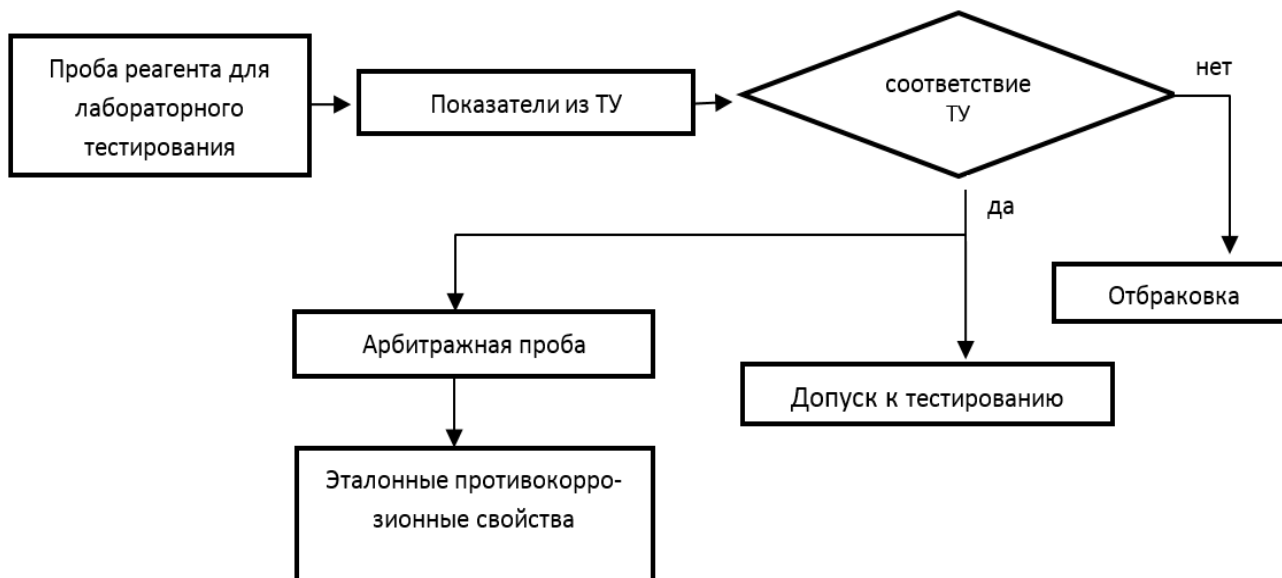 Проба реагента для
лабораторного
тестирования
Показатели из ТУ
соответствие
ТУ
нет
да
Отбраковка
Арбитражная проба
Допуск к тестированию
Эталонные противокорро-
зионные свойства